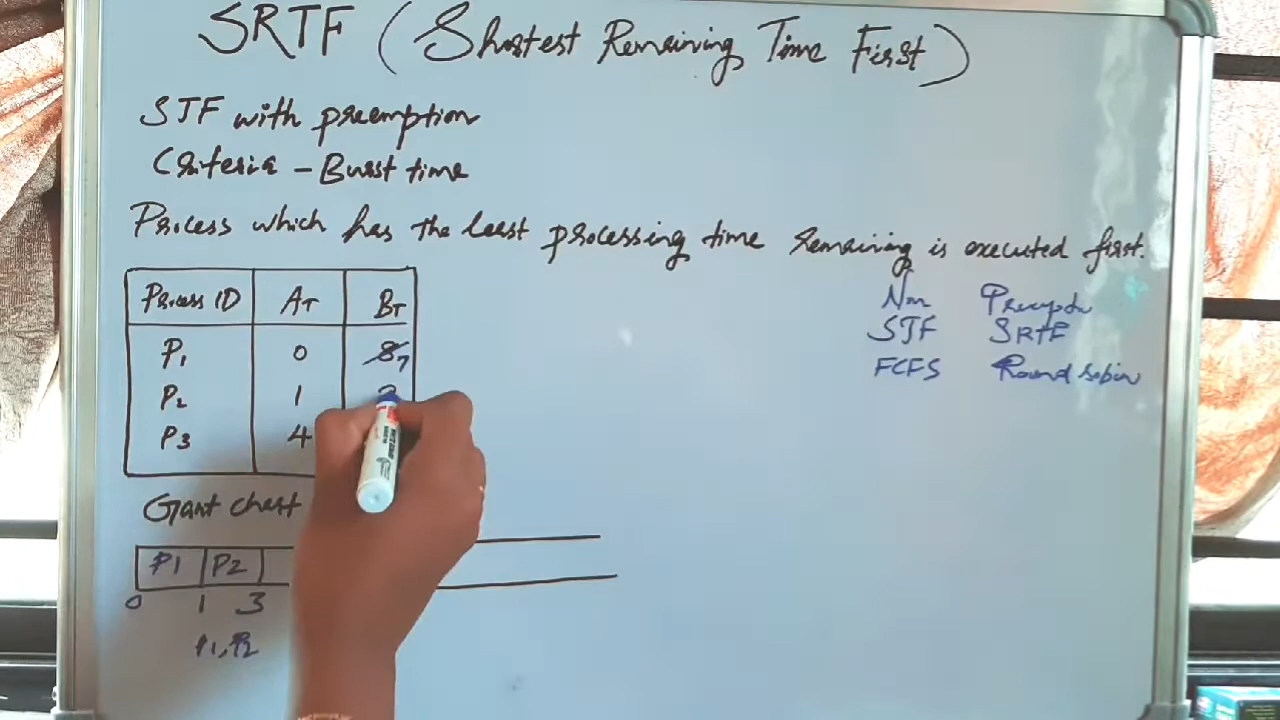 SRTF (Shortest Remaining Time First)
SJF with preemption
Criteria - Burst time
Process which has the least processing time remaining is executed first.
Non Preemptn
SJF SRTF
FCFS Round robin
Process ID AT BT
P1 0 8 7
P2 1
P3 4
Gant chart
P1 P2
0 1 3
P1, P2